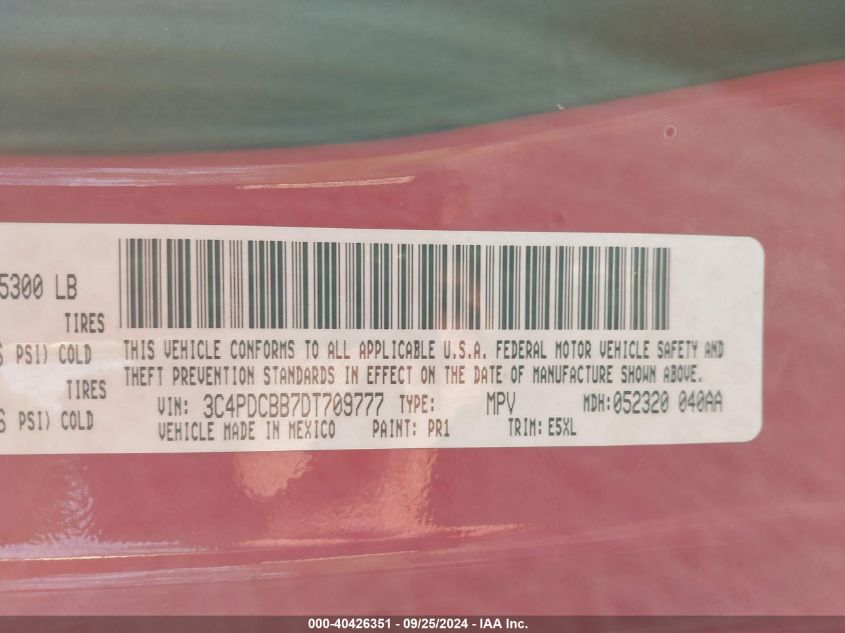 5300 LB
TIRES
PSI) COLD
TIRES
PSI) COLD
THIS VEHICLE CONFORMS TO ALL APPLICABLE U.S.A. FEDERAL MOTOR VEHICLE SAFETY AND
THEFT PREVENTION STANDARDS IN EFFECT ON THE DATE OF MANUFACTURE SHOWN ABOVE.
VIN: 3C4PDCBB7DT709777 TYPE: MPV MDH:052320 040AA
VEHICLE MADE IN MEXICO PAINT: PR1 TRIM: E5XL
000-40426351 - 09/25/2024 - IAA Inc.